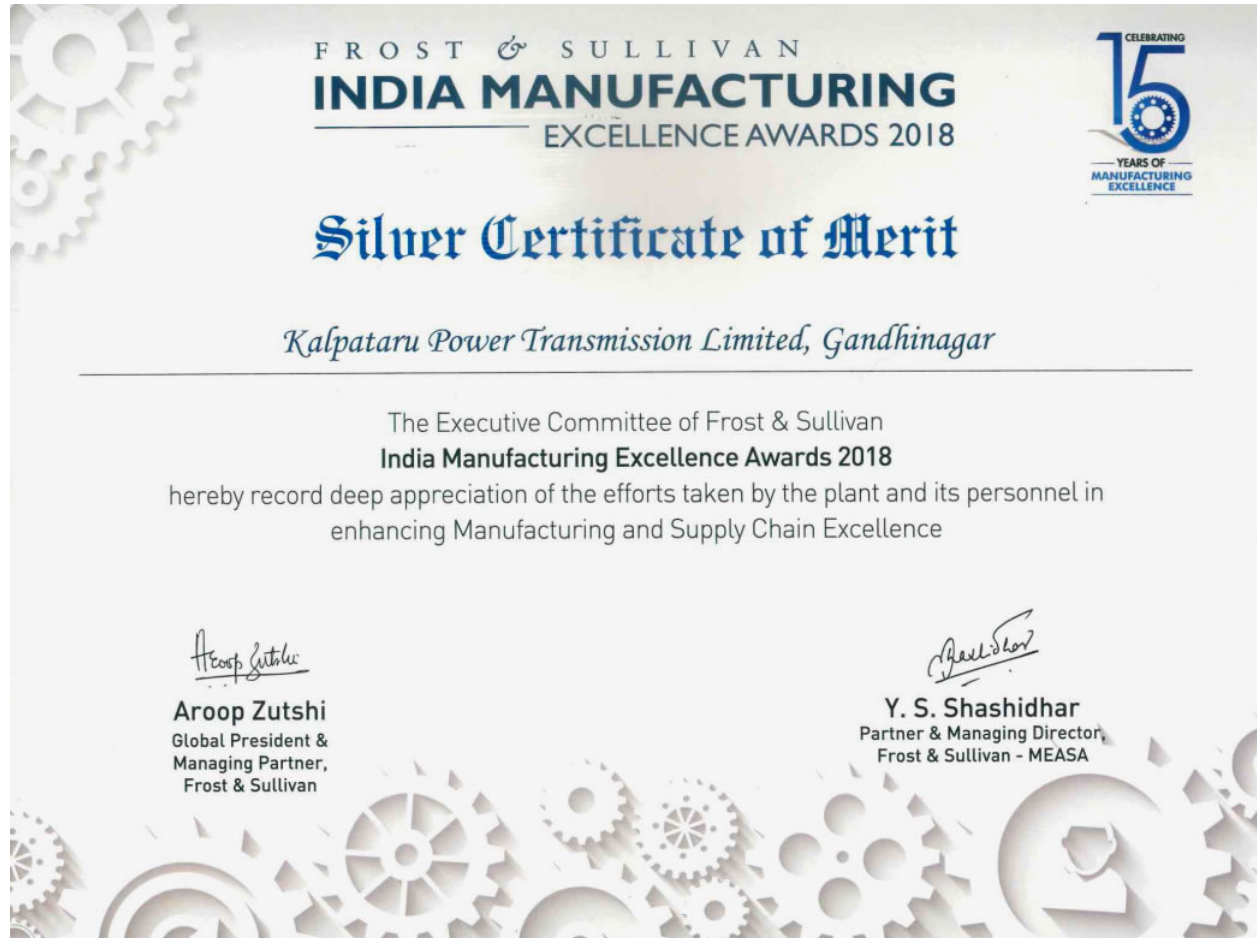 FROST & SULLIVAN
INDIA MANUFACTURING
EXCELLENCE AWARDS 2018
CELEBRATING
15
YEARS OF
MANUFACTURING
EXCELLENCE
Silver Certificate of Merit
Kalpataru Power Transmission Limited, Gandhinagar
The Executive Committee of Frost & Sullivan
India Manufacturing Excellence Awards 2018
hereby record deep appreciation of the efforts taken by the plant and its personnel in
enhancing Manufacturing and Supply Chain Excellence
Aroop Zutshi
Aroop Zutshi
Global President &
Managing Partner,
Frost & Sullivan
Shashidhar
Y. S. Shashidhar
Partner & Managing Director,
Frost & Sullivan - MEASA